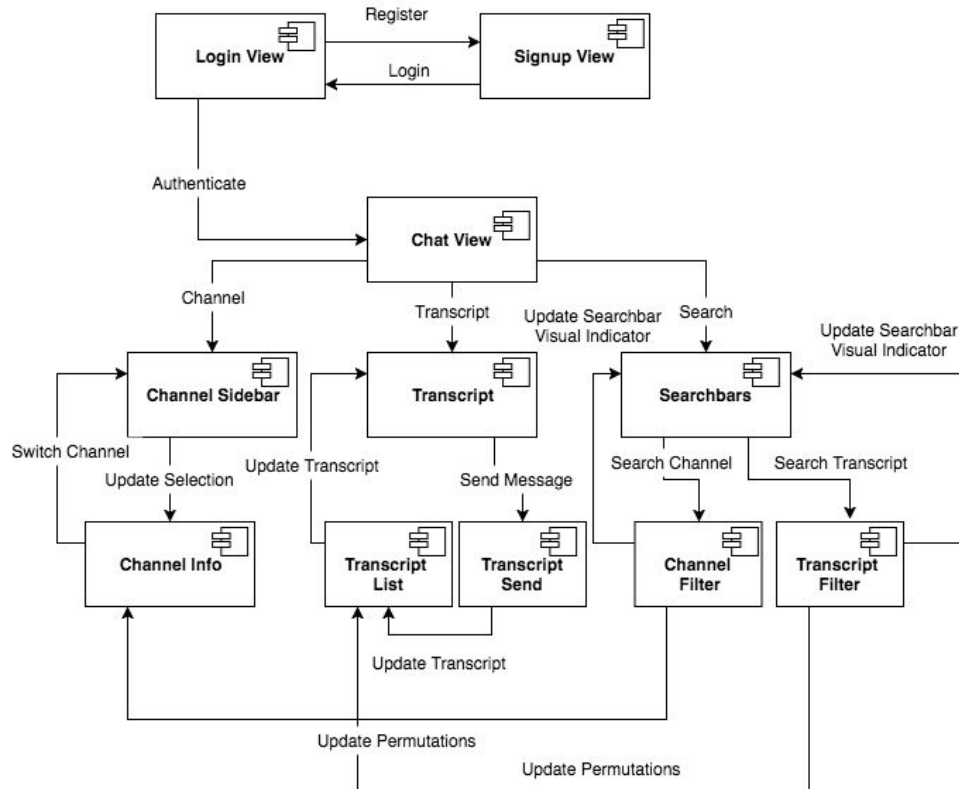 Register
Login View
Signup View
Login
Authenticate
Chat View
Channel
Transcript
Update Searchbar
Visual Indicator
Search
Update Searchbar
Visual Indicator
Channel Sidebar
Transcript
Searchbars
Switch Channel
Update Selection
Update Transcript
Send Message
Search Channel
Search Transcript
Channel Info
Transcript
List
Transcript
Send
Channel
Filter
Transcript
Filter
Update Transcript
Update Permutations
Update Permutations